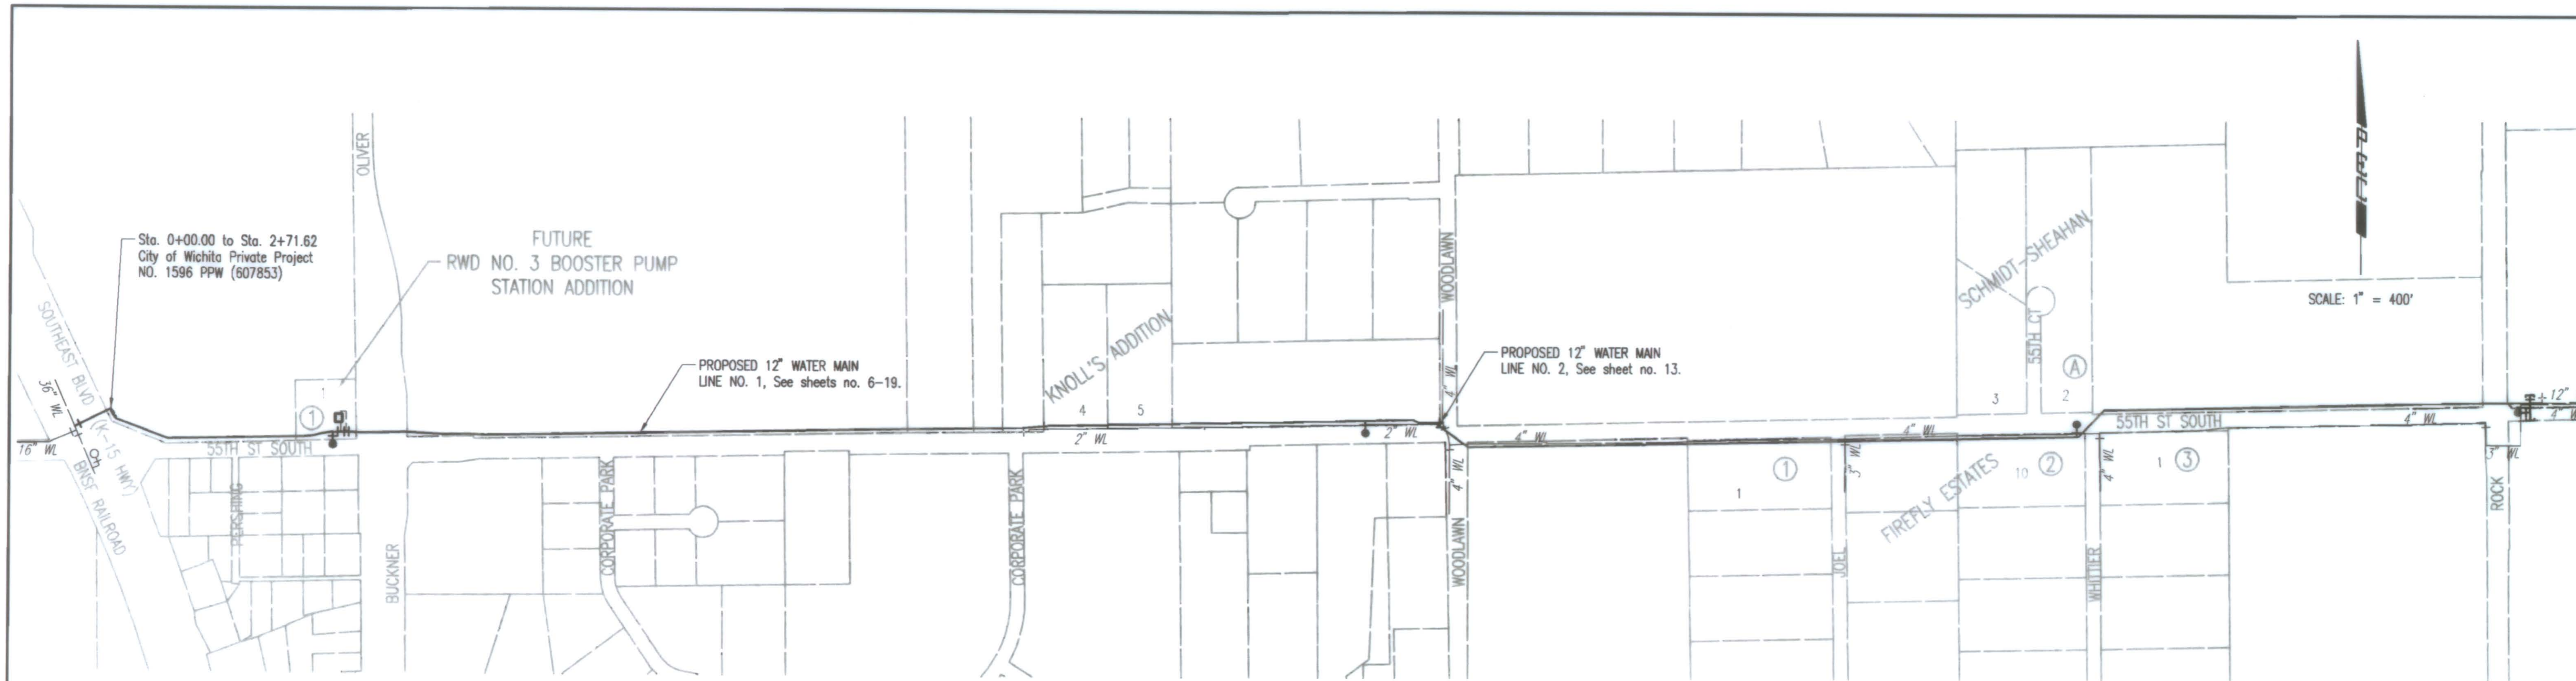 OLIVER
Sta. 0+00.00 to Sta. 2+71.62
City of Wichita Private Project
NO. 1596 PPW (607853)
FUTURE
RWD NO. 3 BOOSTER PUMP
STATION ADDITION
SOUTHEAST BLVD
(K-15 HWY)
36" WL
16" WL
BNSF RAILROAD
1
1
55TH ST SOUTH
PERSHING
BUCKNER
PROPOSED 12" WATER MAIN
LINE NO. 1, See sheets no. 6-19.
CORPORATE PARK
CORPORATE PARK
KNOLL'S ADDITION
4
5
2" WL
2" WL
WOODLAWN
4" WL
PROPOSED 12" WATER MAIN
LINE NO. 2, See sheet no. 13.
4" WL
4" WL
WOODLAWN
SCHMIDT-SHEAHAN
55TH CT
A
3
2
4" WL
55TH ST SOUTH
4" WL
1
1
3" WL
JOEL
FIREFLY ESTATES
10
2
4" WL
WHITTIER
1
3
SCALE: 1" = 400'
12"
4" W
3" WL
ROCK